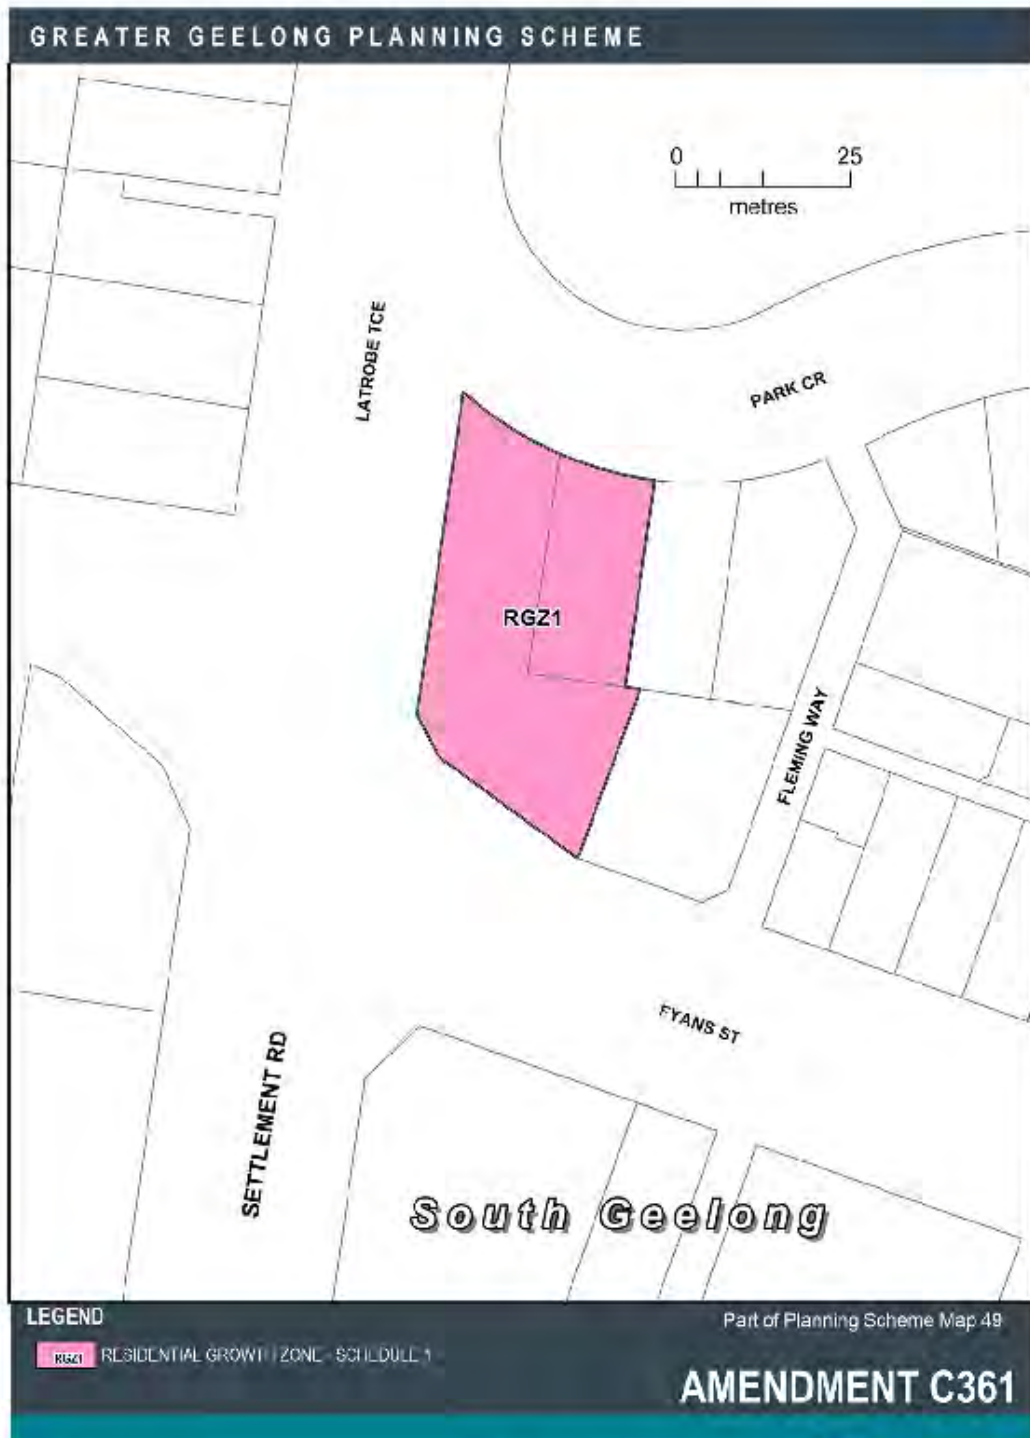 GREATER GEELONG PLANNING SCHEME
0 25
metres
LATROBE TCE
PARK CR
RGZ1
FLEMING WAY
FYANS ST
SETTLEMENT RD
South Geelong
LEGEND
Part of Planning Scheme Map 49
RGZ1 RESIDENTIAL GROWTH ZONE - SCHEDULE 1
AMENDMENT C361